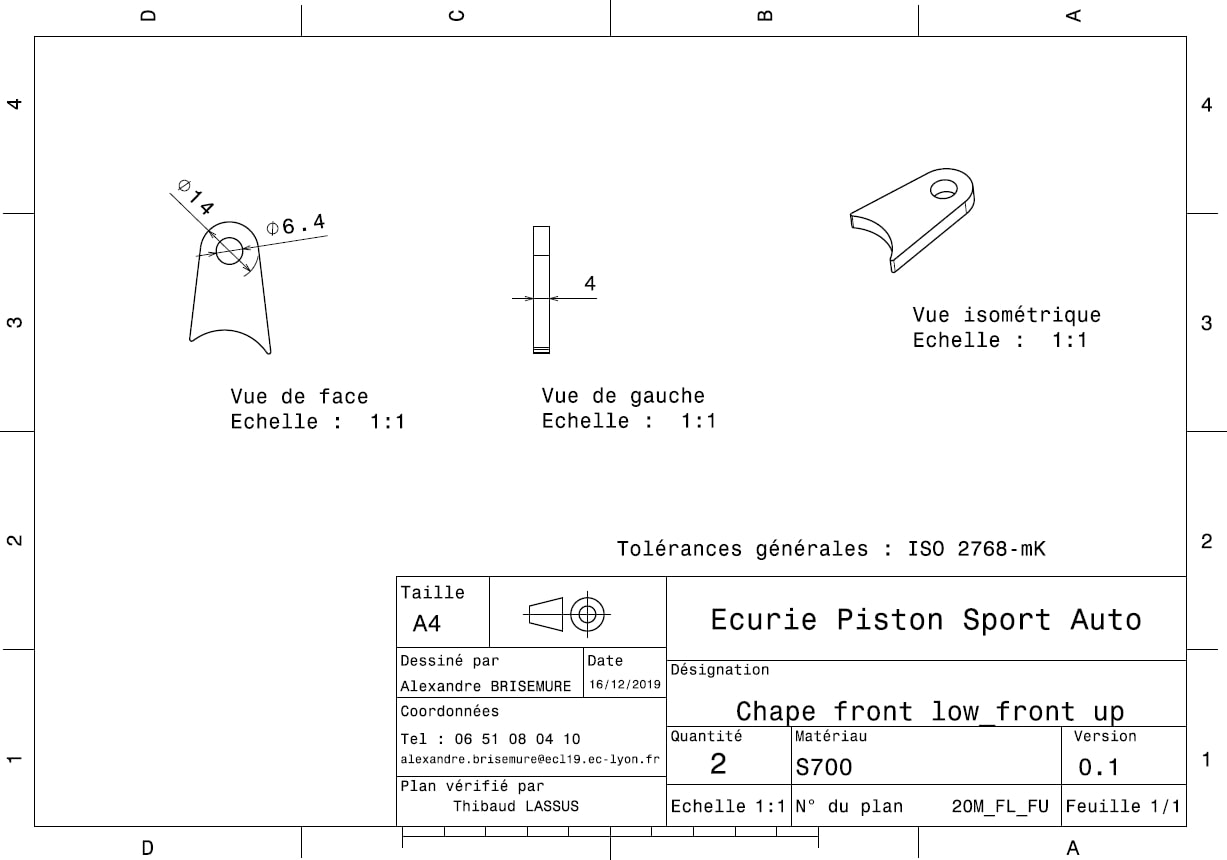 D C B A
4 4
⌀14
⌀6.4
4
3 3
Vue isométrique
Echelle : 1:1
Vue de face
Echelle : 1:1
Vue de gauche
Echelle : 1:1
2 2
Tolérances générales : ISO 2768-mK
Taille
A4
Ecurie Piston Sport Auto
Dessiné par
Alexandre BRISEMURE
Date
16/12/2019
Désignation
Chape front low_front up
Coordonnées
Tel : 06 51 08 04 10
alexandre.brisemure@ecl19.ec-lyon.fr
Quantité
2
Matériau
S700
Version
0.1
1 1
Plan vérifié par
Thibaud LASSUS
Echelle 1:1
N° du plan 20M_FL_FU
Feuille 1/1
D A